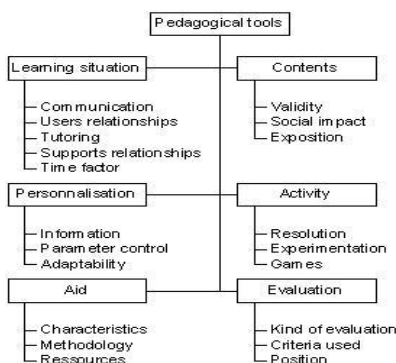 Pedagogical tools
Learning situation
Communication
Users relationships
Tutoring
Supports relationships
Time factor
Contents
Validity
Social impact
Exposition
Personnalisation
Information
Parameter control
Adaptability
Activity
Resolution
Experimentation
Games
Aid
Characteristics
Methodology
Ressources
Evaluation
Kind of evaluation
Criteria used
Position